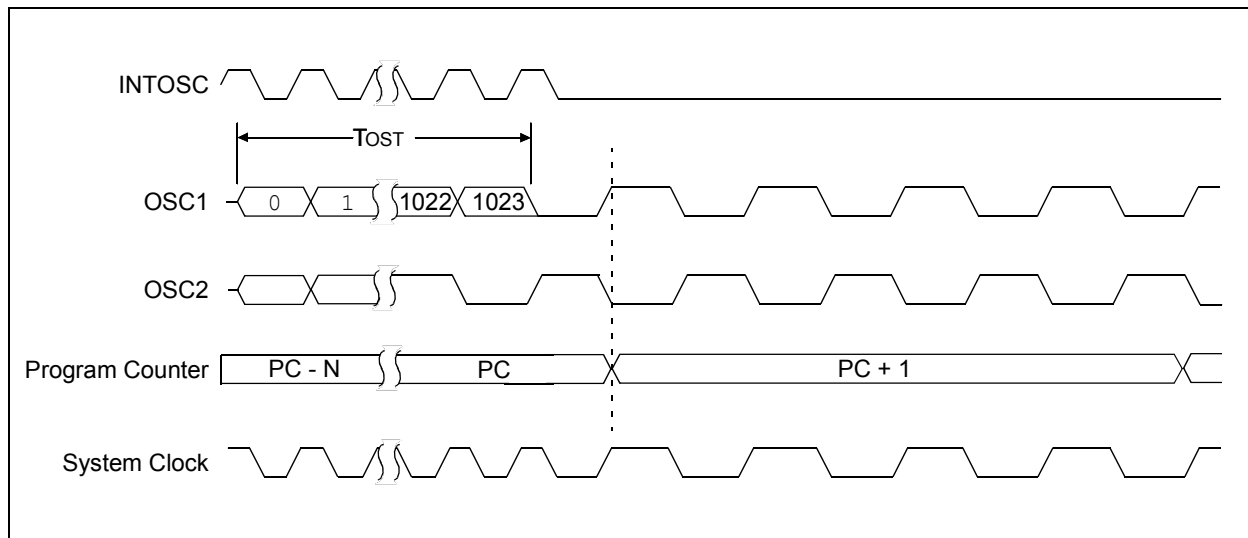 INTOSC
TOST
OSC1 0 1 1022 1023
OSC2
Program Counter PC - N PC PC + 1
System Clock